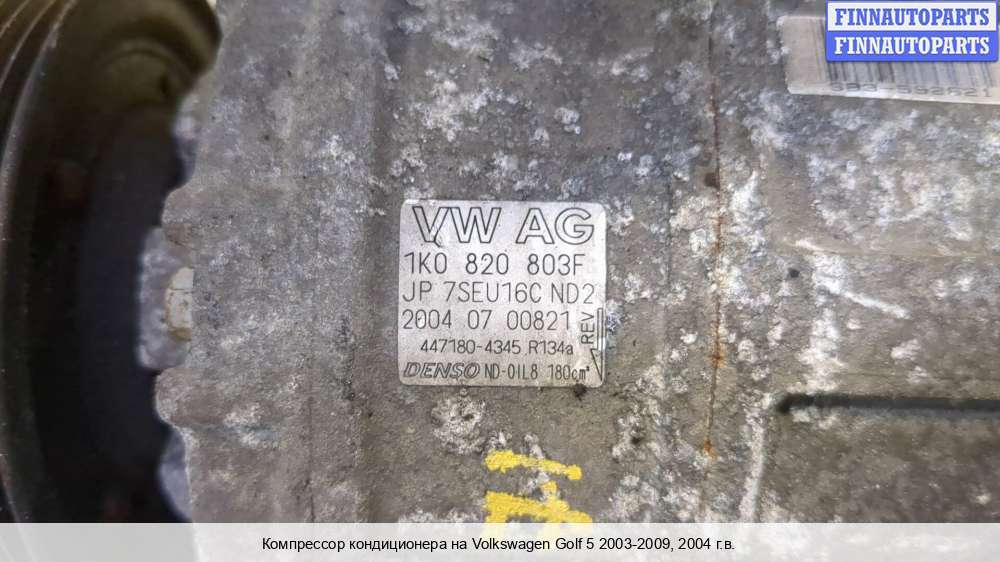 FINNAUTOPARTS
FINNAUTOPARTS
VW AG
1K0 820 803F
JP 7SEU16C ND2
2004 07 00821
REV
447180-4345 R134a
DENSO ND-OIL8 180cm³
Компрессор кондиционера на Volkswagen Golf 5 2003-2009, 2004 г.в.